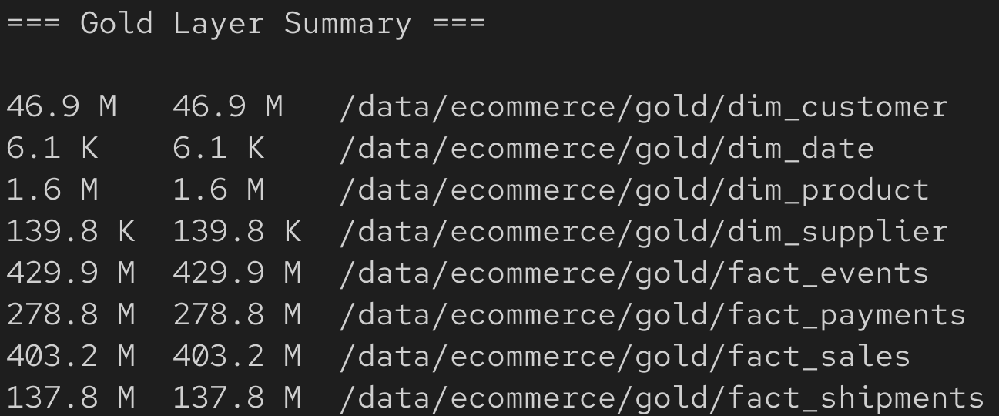 === Gold Layer Summary ===
46.9 M   46.9 M   /data/ecommerce/gold/dim_customer
6.1 K    6.1 K    /data/ecommerce/gold/dim_date
1.6 M    1.6 M    /data/ecommerce/gold/dim_product
139.8 K  139.8 K  /data/ecommerce/gold/dim_supplier
429.9 M  429.9 M  /data/ecommerce/gold/fact_events
278.8 M  278.8 M  /data/ecommerce/gold/fact_payments
403.2 M  403.2 M  /data/ecommerce/gold/fact_sales
137.8 M  137.8 M  /data/ecommerce/gold/fact_shipments